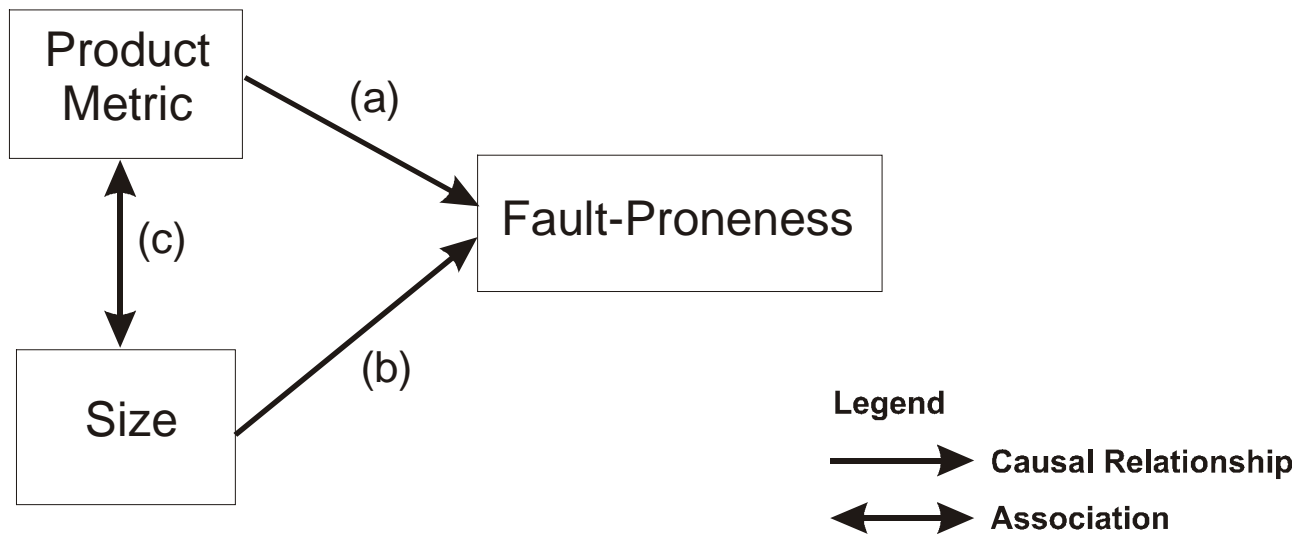 Product
Metric
(a)
Fault-Proneness
(c)
(b)
Size
Legend
Causal Relationship
Association